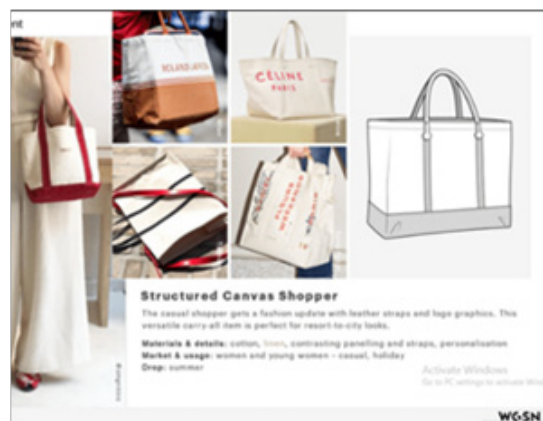 ent
CELINE
PARIS
Structured Canvas Shopper
The casual shopper gets a fashion update with leather straps and logo graphics. This
versatile carry-all item is perfect for resort-to-city looks.
Materials & details: cotton, linen, contrasting panelling and straps, personalisation
Market & usage: women and young women - casual, holiday
Drop: summer
Activate Windows
Go to PC settings to activate Win
WGSN